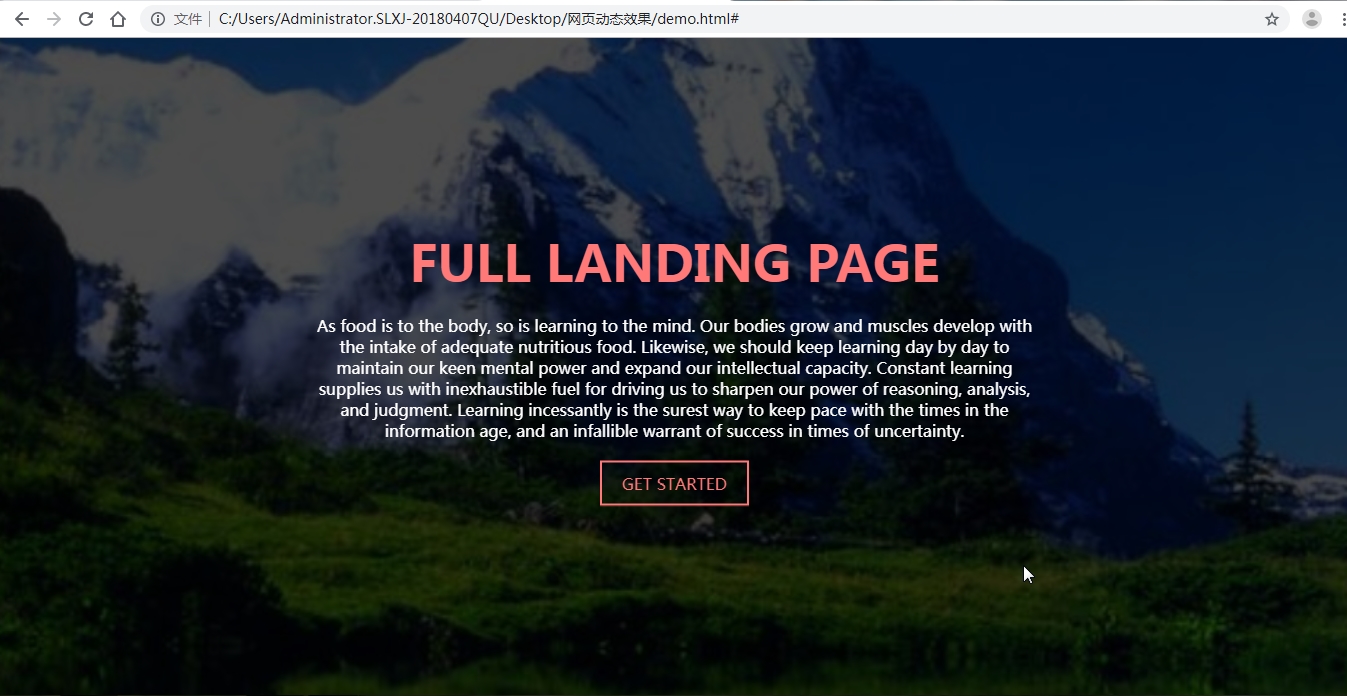 文件 C:/Users/Administrator.SLXJ-20180407QU/Desktop/网页动态效果/demo.html#
FULL LANDING PAGE
As food is to the body, so is learning to the mind. Our bodies grow and muscles develop with
the intake of adequate nutritious food. Likewise, we should keep learning day by day to
maintain our keen mental power and expand our intellectual capacity. Constant learning
supplies us with inexhaustible fuel for driving us to sharpen our power of reasoning, analysis,
and judgment. Learning incessantly is the surest way to keep pace with the times in the
information age, and an infallible warrant of success in times of uncertainty.
GET STARTED